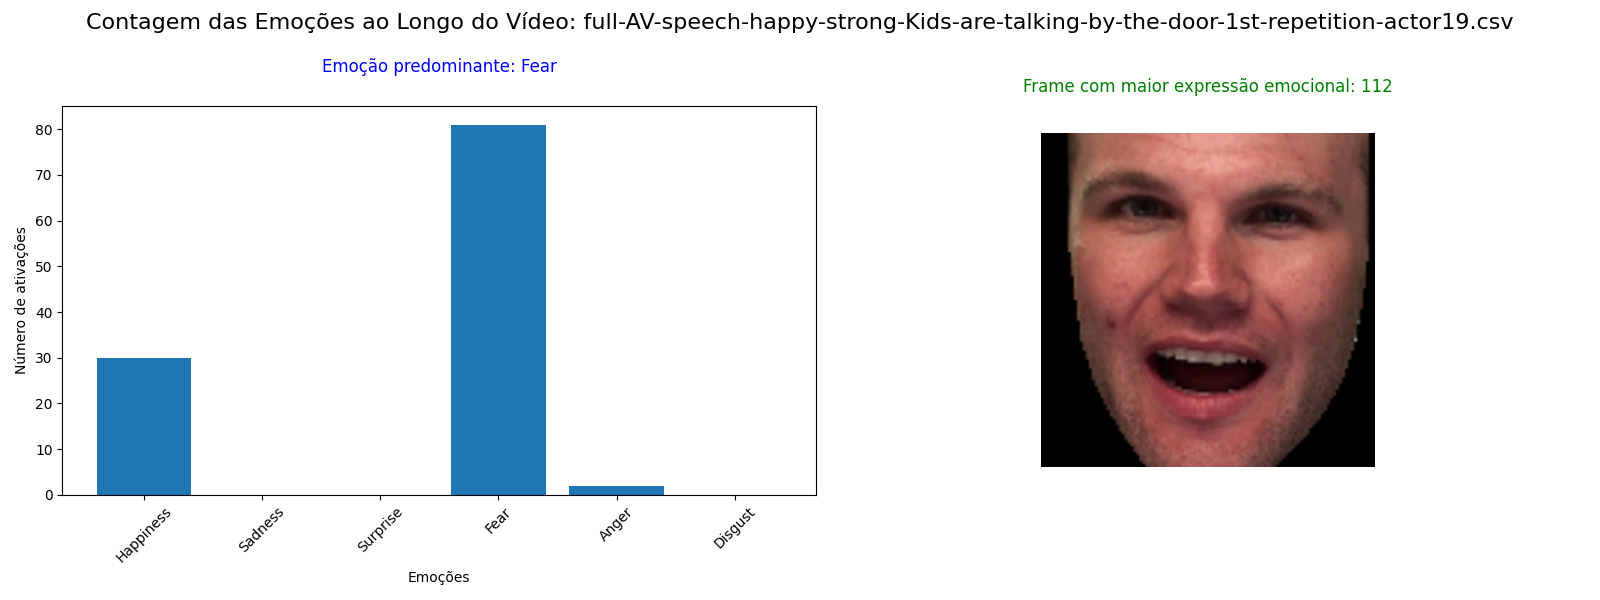 Contagem das Emoções ao Longo do Vídeo: full-AV-speech-happy-strong-Kids-are-talking-by-the-door-1st-repetition-actor19.csv
Emoção predominante: Fear
Frame com maior expressão emocional: 112
Número de ativações
80
70
60
50
40
30
20
10
0
Happiness
Sadness
Surprise
Fear
Anger
Disgust
Emoções